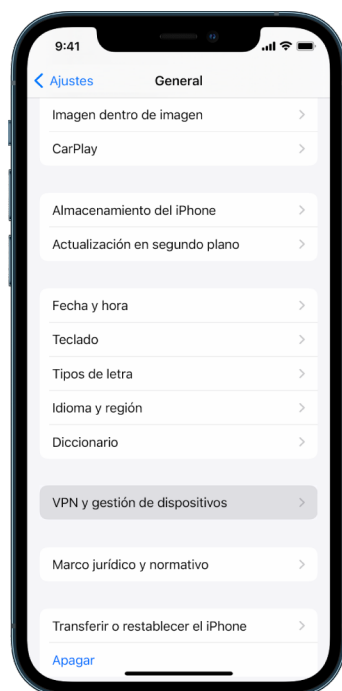 9:41
Ajustes
General
Imagen dentro de imagen
CarPlay
Almacenamiento del iPhone
Actualización en segundo plano
Fecha y hora
Teclado
Tipos de letra
Idioma y región
Diccionario
VPN y gestión de dispositivos
Marco jurídico y normativo
Transferir o restablecer el iPhone
Apagar